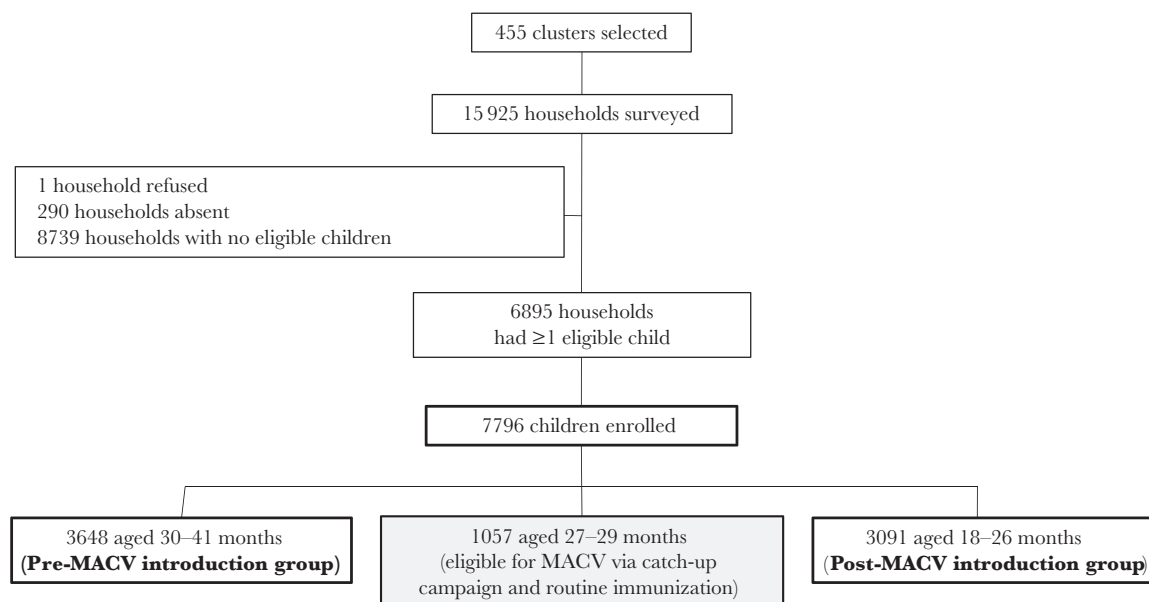 455 clusters selected
15 925 households surveyed
1 household refused
290 households absent
8739 households with no eligible children
6895 households
had ≥1 eligible child
7796 children enrolled
3648 aged 30–41 months
(Pre-MACV introduction group)
1057 aged 27–29 months
(eligible for MACV via catch-up
campaign and routine immunization)
3091 aged 18–26 months
(Post-MACV introduction group)